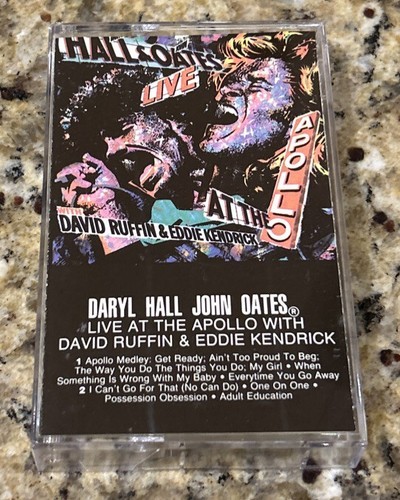 HALL & OATES
LIVE
AT THE
APOLLO
WITH
DAVID RUFFIN & EDDIE KENDRICK
DARYL HALL JOHN OATES®
LIVE AT THE APOLLO WITH
DAVID RUFFIN & EDDIE KENDRICK
1 Apollo Medley: Get Ready; Ain't Too Proud To Beg;
The Way You Do The Things You Do; My Girl • When
Something Is Wrong With My Baby • Everytime You Go Away
2 I Can't Go For That (No Can Do) • One On One •
Possession Obsession • Adult Education